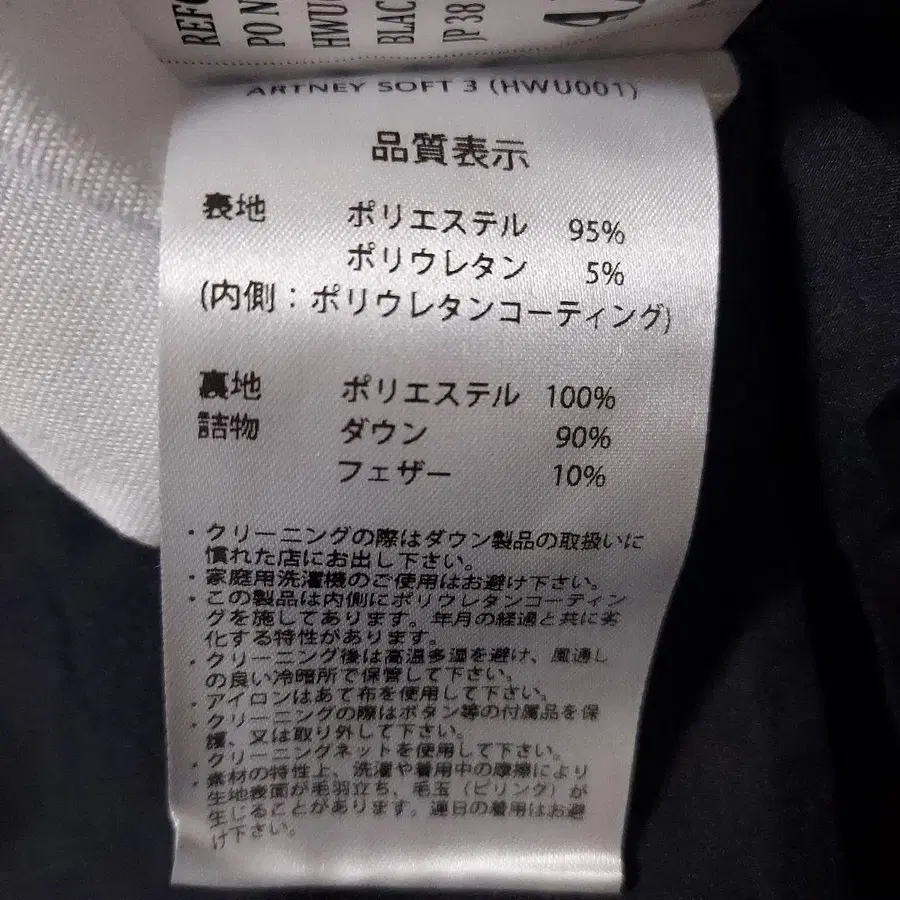 PO N
HWU
BLAC
JP 38
ARTNEY SOFT 3 (HWU001)
品質表示
表地 ポリエステル 95%
ポリウレタン 5%
(内側：ポリウレタンコーティング)
裏地 ポリエステル 100%
詰物 ダウン 90%
フェザー 10%
・クリーニングの際はダウン製品の取扱いに
慣れた店にお出し下さい。
・家庭用洗濯機のご使用はお避け下さい。
・この製品は内側にポリウレタンコーティン
グを施してあります。年月の経過と共に劣
化する特性があります。
・クリーニング後は高温多湿を避け、風通し
の良い冷暗所で保管して下さい。
・アイロンはあて布を使用して下さい。
・クリーニングの際はボタン等の付属品を保
護、又は取り外して下さい。
・クリーニングネットを使用して下さい。
・素材の特性上、洗濯や着用中の摩擦により
生地表面が毛羽立ち、毛玉（ピリング）が
生じることがあります。連日の着用はお避
け下さい。